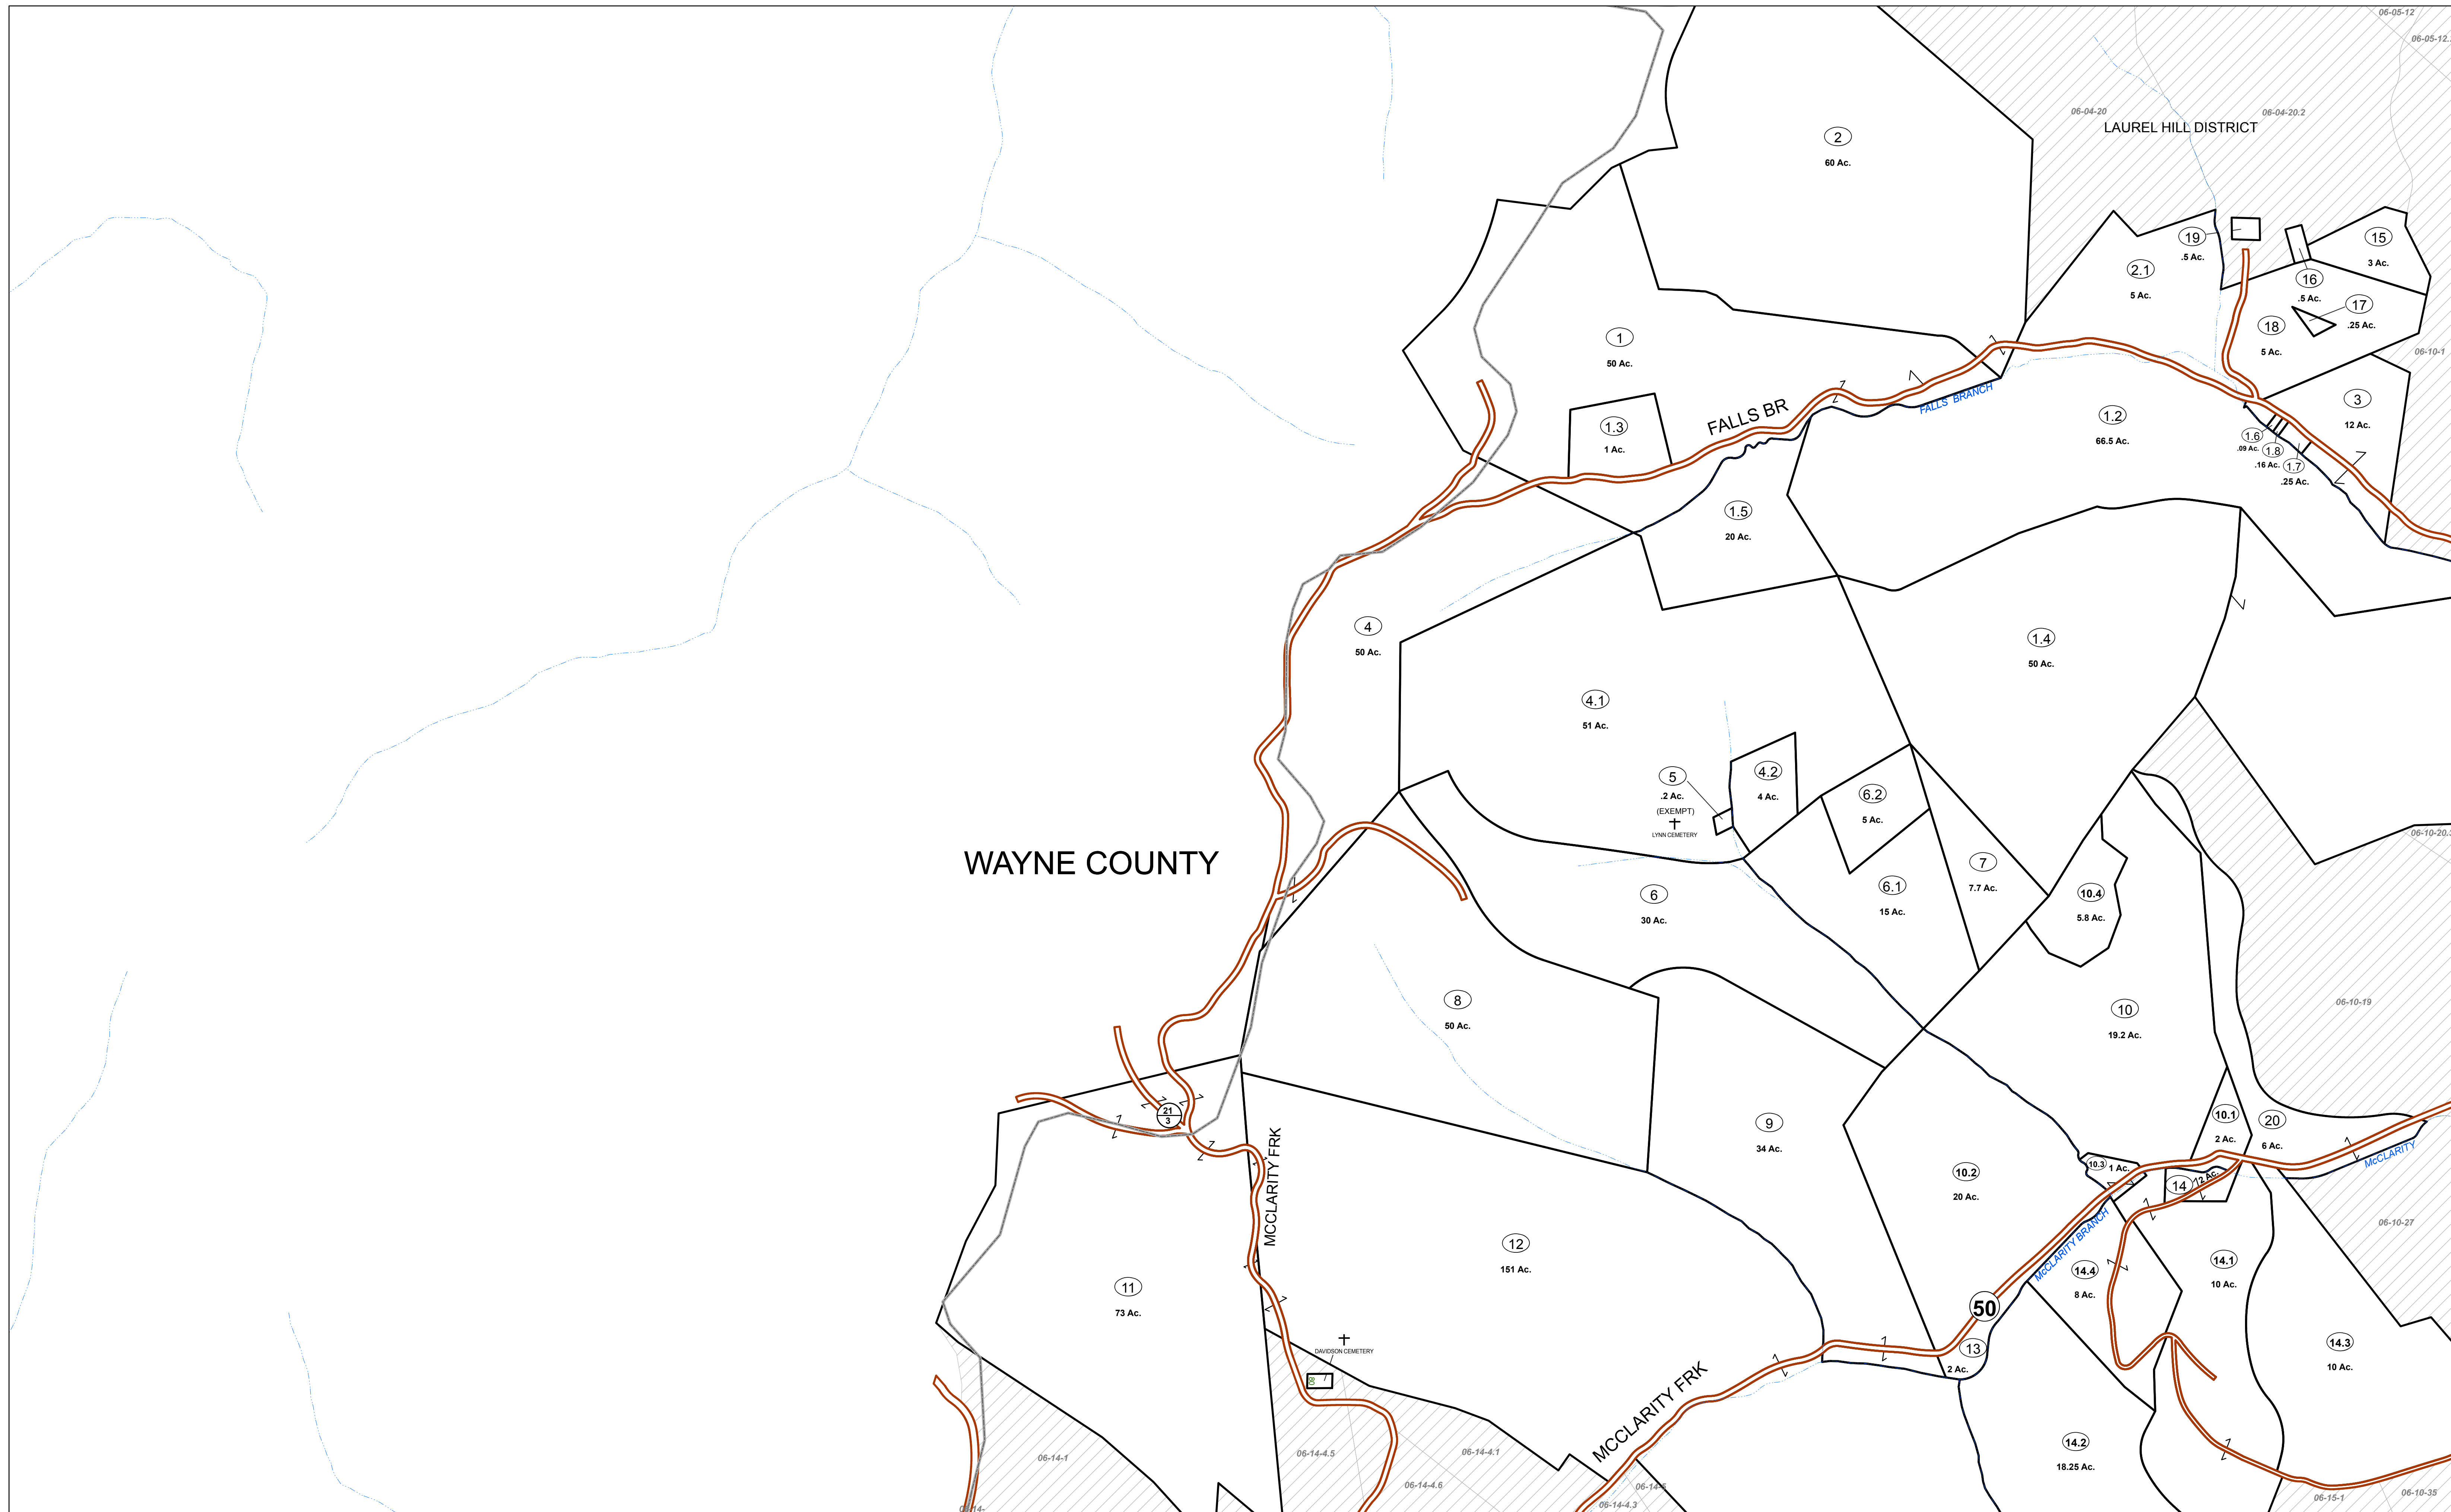 06-05-12
06-05-12.
06-04-20
06-04-20.2
LAUREL HILL DISTRICT
2
60 Ac.
19
.5 Ac.
15
3 Ac.
2.1
5 Ac.
16
.5 Ac.
17
.25 Ac.
18
5 Ac.
1
50 Ac.
06-10-1
FALLS BRANCH
3
12 Ac.
FALLS BR
1.2
66.5 Ac.
1.3
1 Ac.
1.6
.09 Ac.
1.8
.16 Ac.
1.7
.25 Ac.
1.5
20 Ac.
4
50 Ac.
1.4
50 Ac.
4.1
51 Ac.
5
.2 Ac.
(EXEMPT)
LYNN CEMETERY
4.2
4 Ac.
6.2
5 Ac.
06-10-20.3
WAYNE COUNTY
7
7.7 Ac.
6
30 Ac.
6.1
15 Ac.
10.4
5.8 Ac.
8
50 Ac.
10
19.2 Ac.
06-10-19
21
3
9
34 Ac.
10.1
2 Ac.
20
6 Ac.
McCLARITY
10.3
1 Ac.
10.2
20 Ac.
14
MCCLARITY FRK
12
151 Ac.
06-10-27
McCLARITY BRANCH
14.4
8 Ac.
14.1
10 Ac.
11
73 Ac.
50
13
2 Ac.
14.3
10 Ac.
DAVIDSON CEMETERY
MCCLARITY FRK
14.2
18.25 Ac.
06-14-1
06-14-4.5
06-14-4.1
06-14-4.6
06-14-4.3
06-15-1
06-10-35